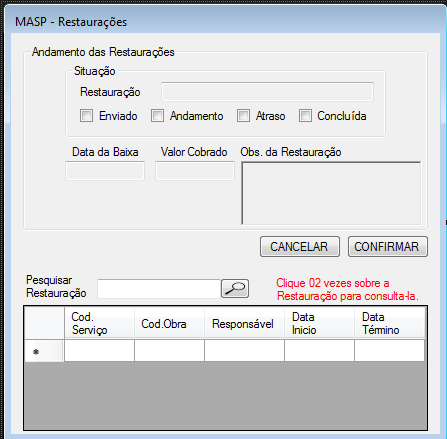 MASP - Restaurações
Andamento das Restaurações
Situação
Restauração
Enviado Andamento Atraso Concluída
Data da Baixa Valor Cobrado Obs. da Restauração
CANCELAR CONFIRMAR
Pesquisar
Restauração
Clique 02 vezes sobre a
Restauração para consulta-la.
Cod.
Serviço
Cod.Obra
Responsável
Data
Inicio
Data
Término
*